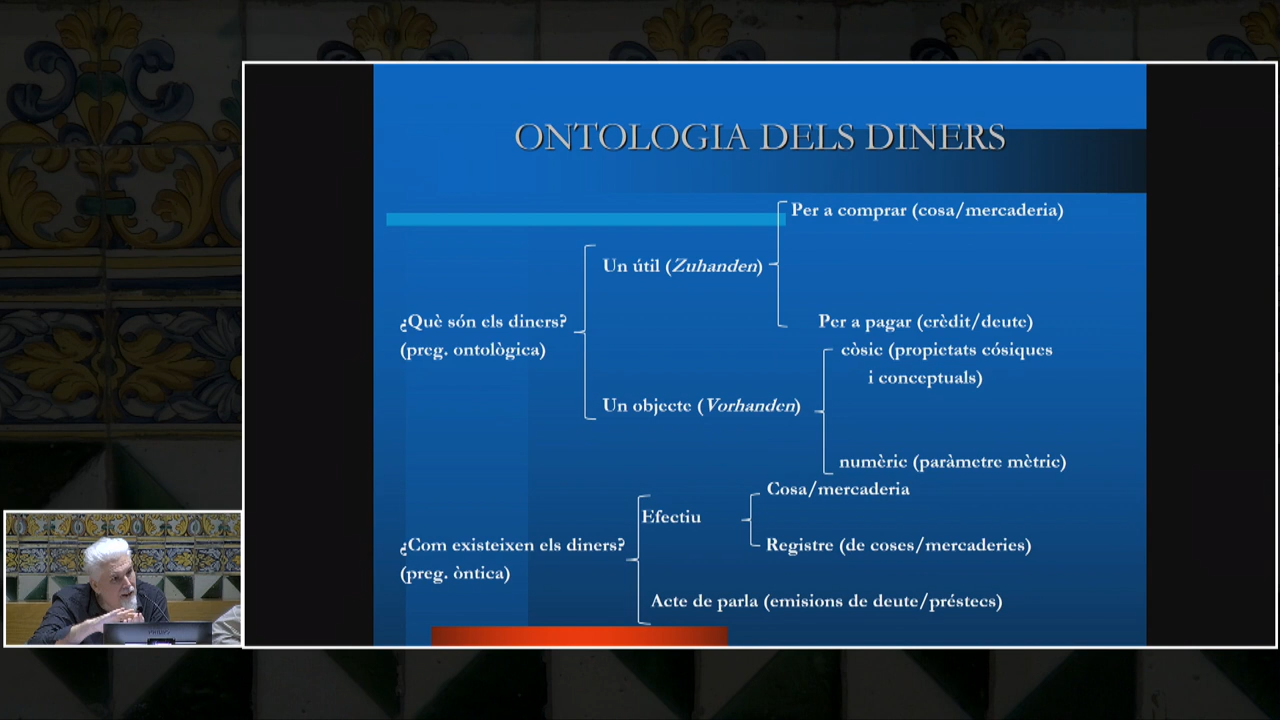 ONTOLOGIA DELS DINERS
Per a comprar (cosa/mercaderia)
Un útil (Zuhanden)
¿Què són els diners?
(preg. ontològica)
Per a pagar (crèdit/deute)
còsic (propietats cósiques
i conceptuals)
Un objecte (Vorhanden)
numèric (paràmetre mètric)
Cosa/mercaderia
Efectiu
¿Com existeixen els diners?
(preg. òntica)
Registre (de coses/mercaderies)
Acte de parla (emisions de deute/préstecs)
PHILIPS